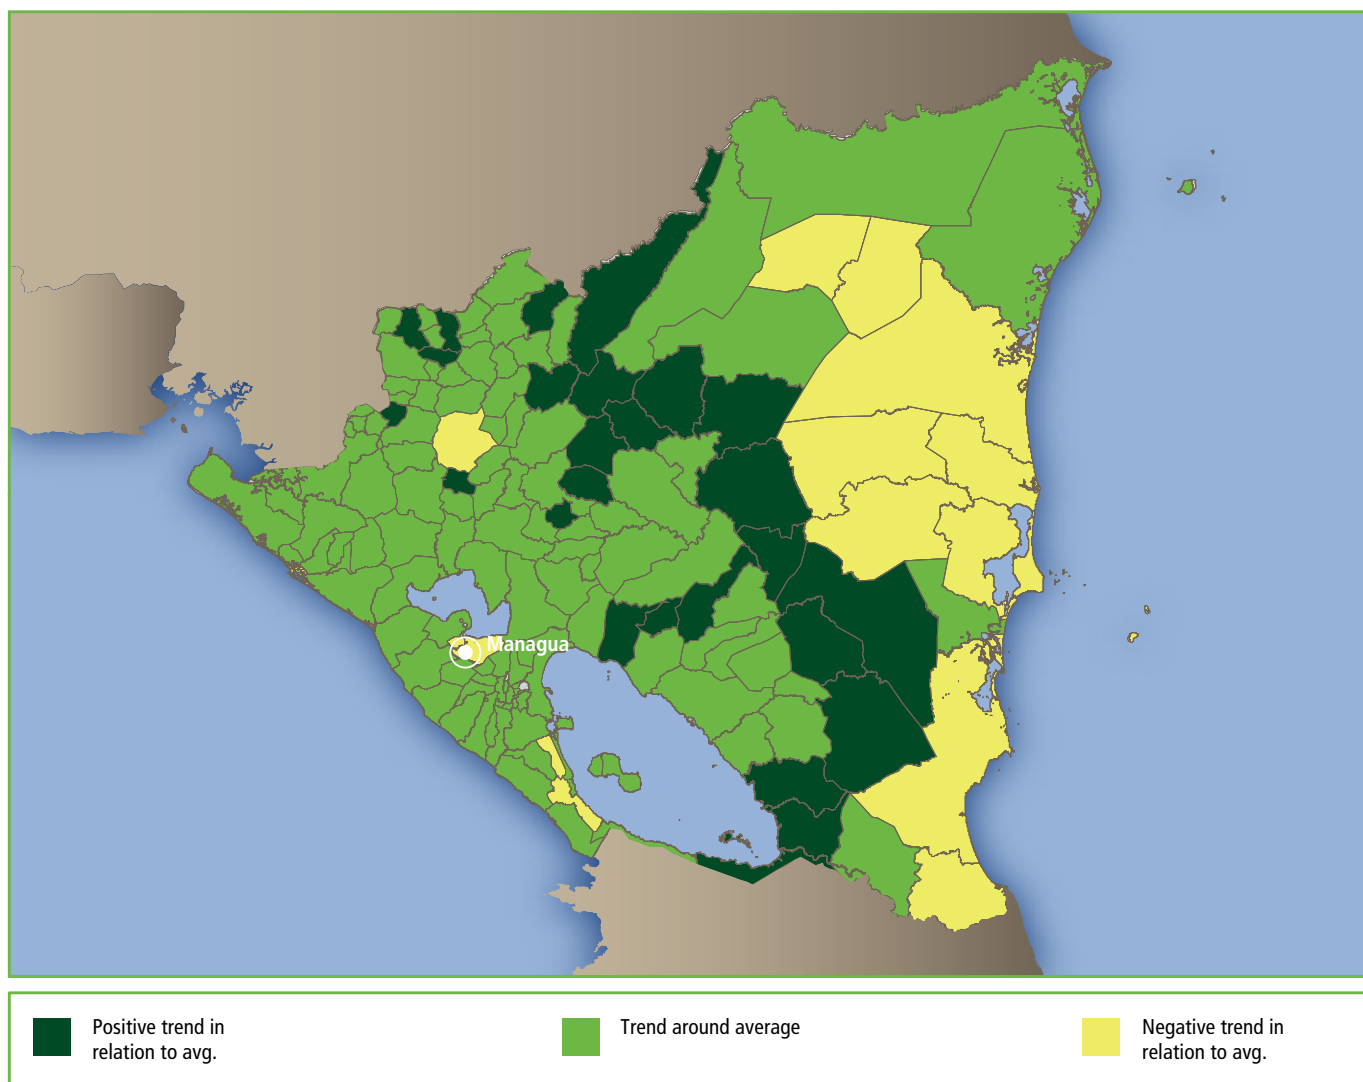 Managua
Positive trend in
relation to avg.
Trend around average
Negative trend in
relation to avg.